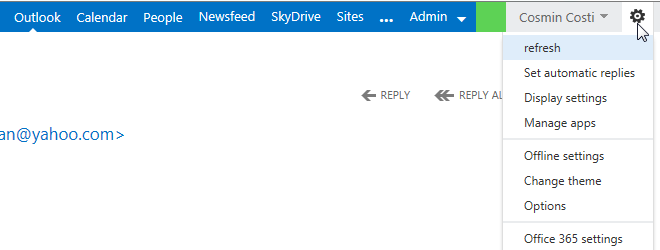 Outlook Calendar People Newsfeed SkyDrive Sites ... Admin Cosmin Costi
refresh
Set automatic replies
REPLY REPLY AL
Display settings
Manage apps
an@yahoo.com>
Offline settings
Change theme
Options
Office 365 settings